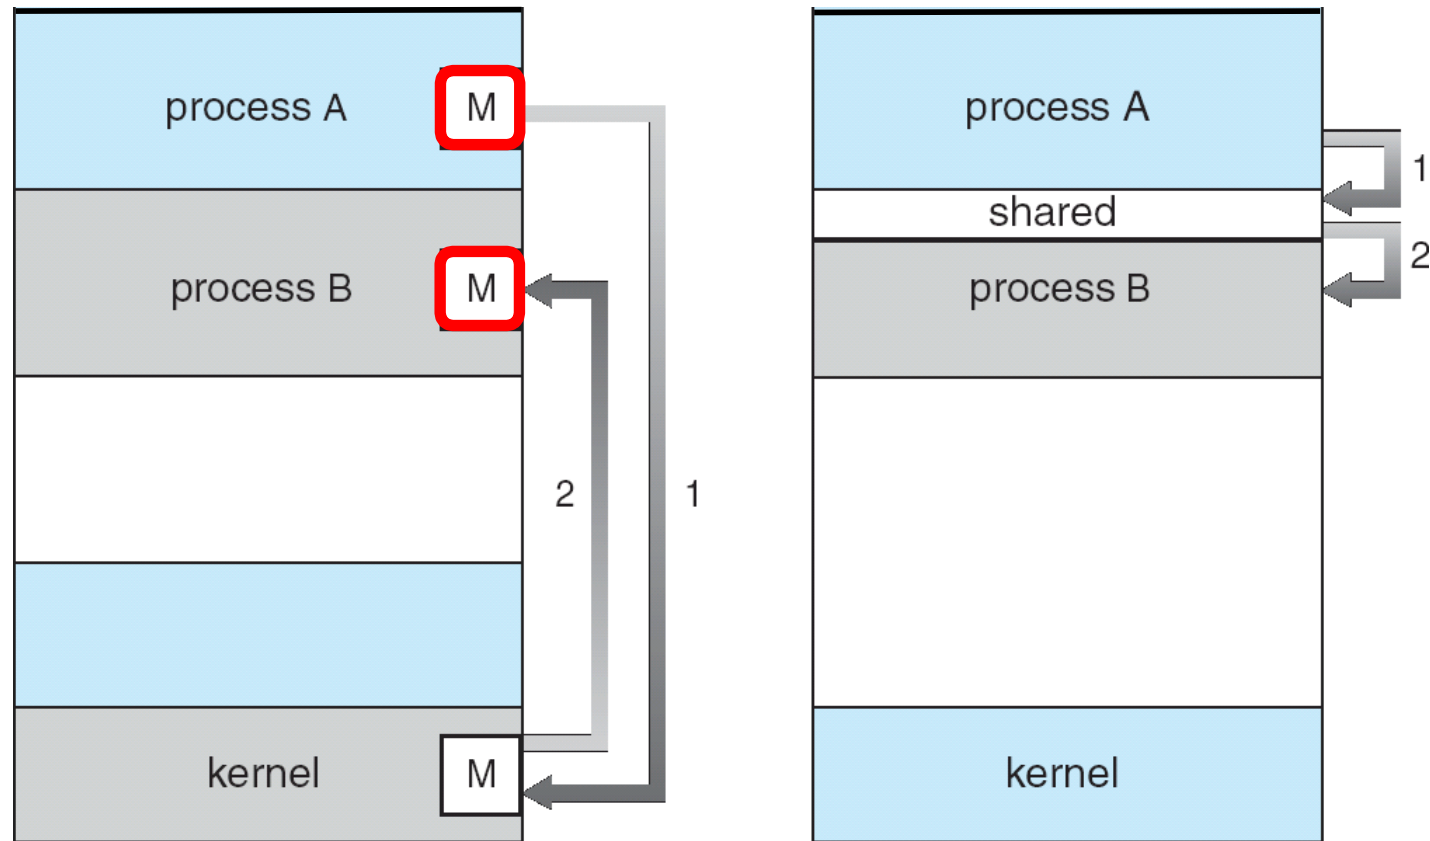 process A
M
process B
M
2
1
kernel
M
process A
1
shared
2
process B
kernel